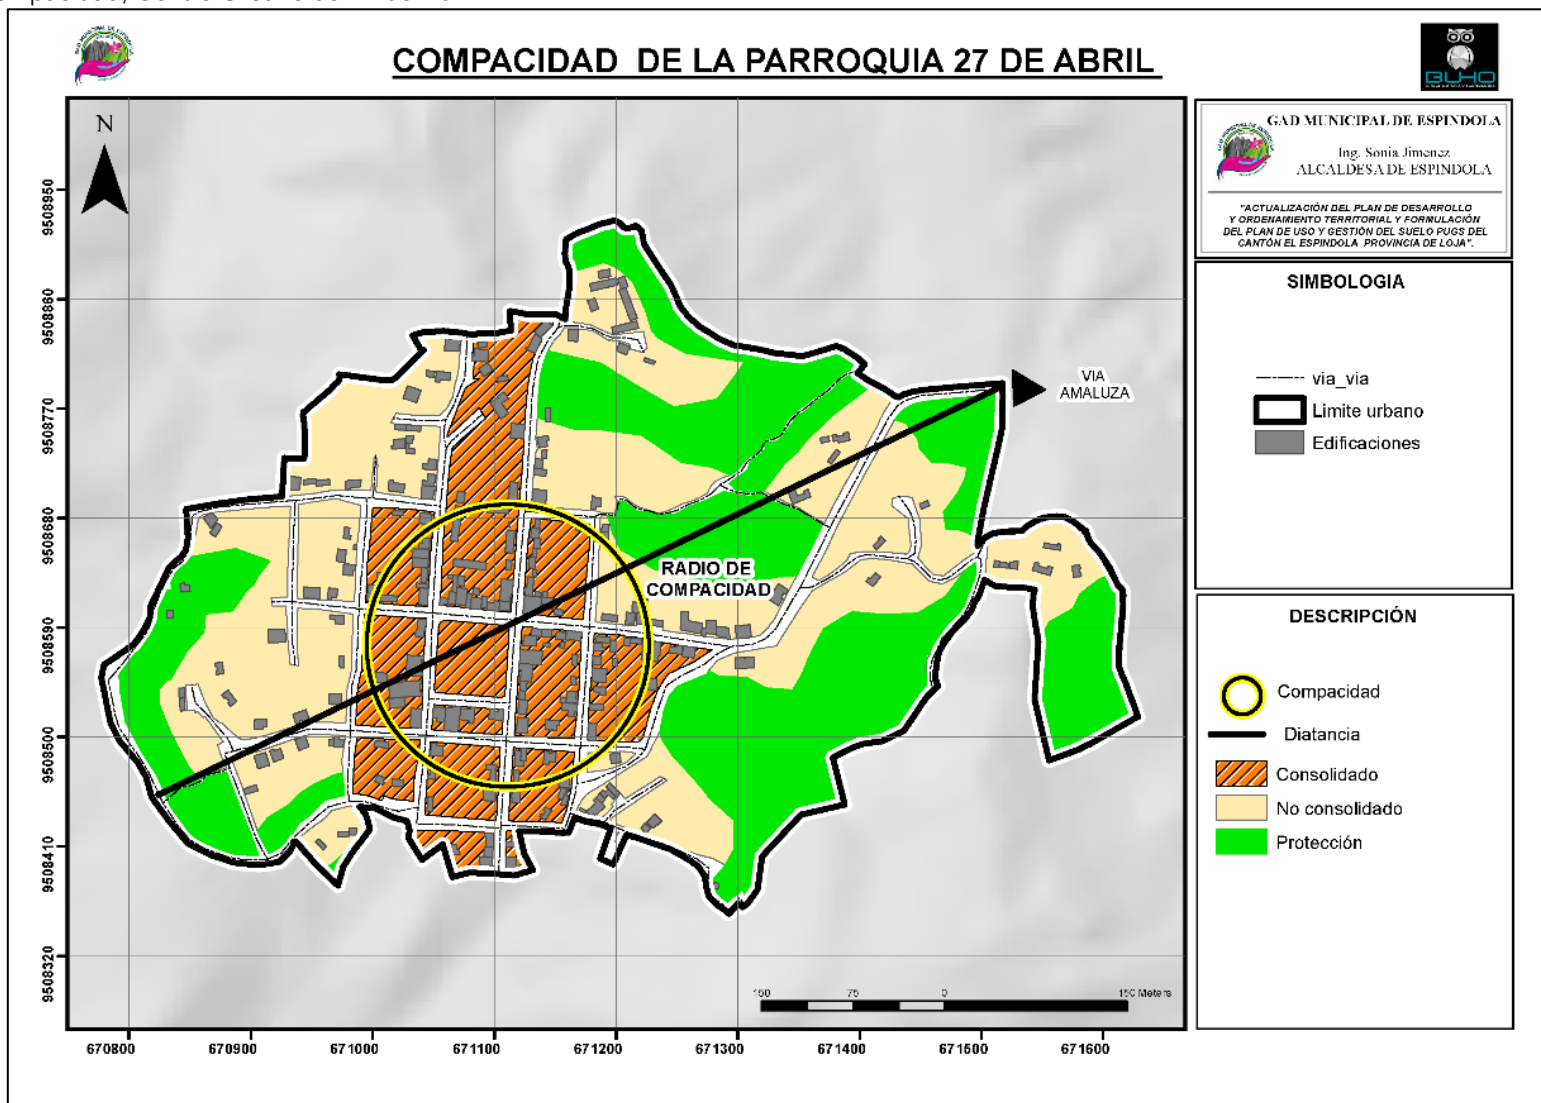 COMPACIDAD DE LA PARROQUIA 27 DE ABRIL
BUHO
N
GAD MUNICIPAL DE ESPINDOLA
Ing. Sonia Jimenez
ALCALDESA DE ESPINDOLA
"ACTUALIZACIÓN DEL PLAN DE DESARROLLO
Y ORDENAMIENTO TERRITORIAL Y FORMULACIÓN
DEL PLAN DE USO Y GESTIÓN DEL SUELO PUGS DEL
CANTÓN EL ESPINDOLA PROVINCIA DE LOJA".
SIMBOLOGIA
via_via
Limite urbano
Edificaciones
DESCRIPCIÓN
Compacidad
Diatancia
Consolidado
No consolidado
Protección
VIA
AMALUZA
RADIO DE
COMPACIDAD
9508950
9508860
9508770
9508680
9508590
9508500
9508410
9508320
150 75 0 150 Meters
670800 670900 671000 671100 671200 671300 671400 671500 671600